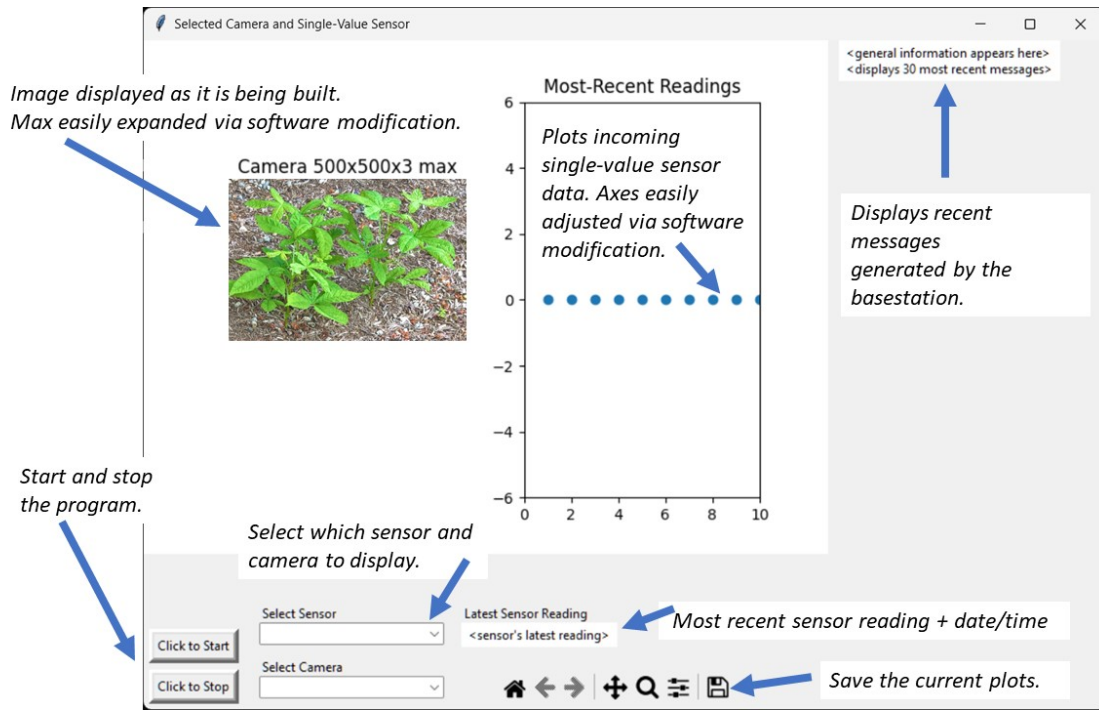 Selected Camera and Single-Value Sensor
<general information appears here>
<displays 30 most recent messages>
Image displayed as it is being built.
Max easily expanded via software modification.
Most-Recent Readings
Camera 500x500x3 max
Plots incoming
single-value sensor
data. Axes easily
adjusted via software
modification.
Displays recent
messages
generated by the
basestation.
6
4
2
0
−2
−4
−6
0 2 4 6 8 10
Start and stop
the program.
Select which sensor and
camera to display.
Select Sensor
Latest Sensor Reading
<sensor's latest reading>
Most recent sensor reading + date/time
Click to Start
Select Camera
Click to Stop
Save the current plots.